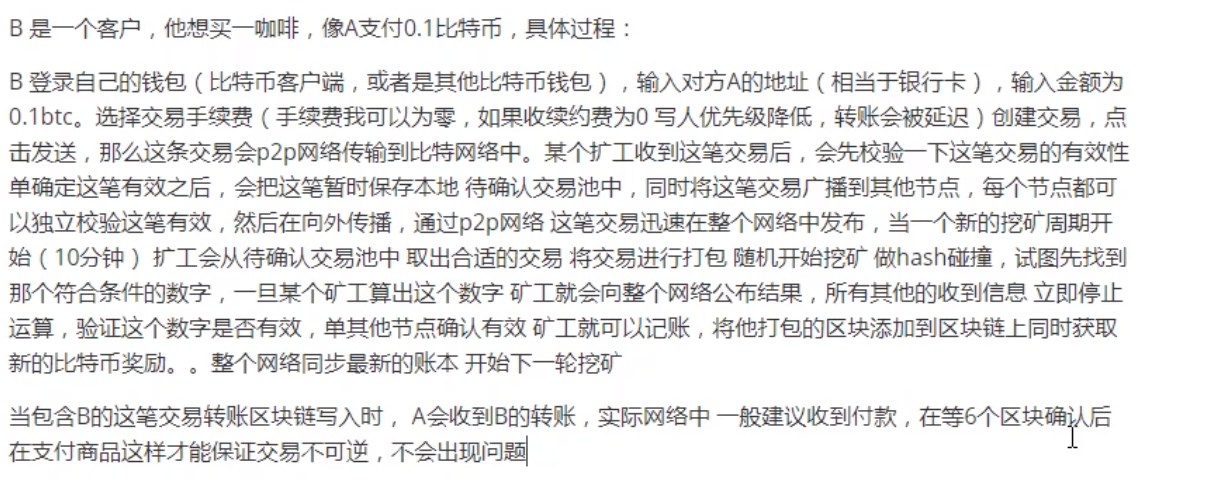 B 是一个客户，他想买一咖啡，像A支付0.1比特币，具体过程：
B 登录自己的钱包（比特币客户端，或者是其他比特币钱包），输入对方A的地址（相当于银行卡），输入金额为
0.1btc。选择交易手续费（手续费我可以为零，如果收续约费为0 写人优先级降低，转账会被延迟）创建交易，点
击发送，那么这条交易会p2p网络传输到比特网络中。某个扩工收到这笔交易后，会先校验一下这笔交易的有效性
单确定这笔有效之后，会把这笔暂时保存本地 待确认交易池中，同时将这笔交易广播到其他节点，每个节点都可
以独立校验这笔有效，然后在向外传播，通过p2p网络 这笔交易迅速在整个网络中发布，当一个新的挖矿周期开
始（10分钟） 扩工会从待确认交易池中 取出合适的交易 将交易进行打包 随机开始挖矿 做hash碰撞，试图先找到
那个符合条件的数字，一旦某个矿工算出这个数字 矿工就会向整个网络公布结果，所有其他的收到信息 立即停止
运算，验证这个数字是否有效，单其他节点确认有效 矿工就可以记账，将他打包的区块添加到区块链上同时获取
新的比特币奖励。。整个网络同步最新的账本 开始下一轮挖矿
当包含B的这笔交易转账区块链写入时， A会收到B的转账，实际网络中 一般建议收到付款，在等6个区块确认后
在支付商品这样才能保证交易不可逆，不会出现问题